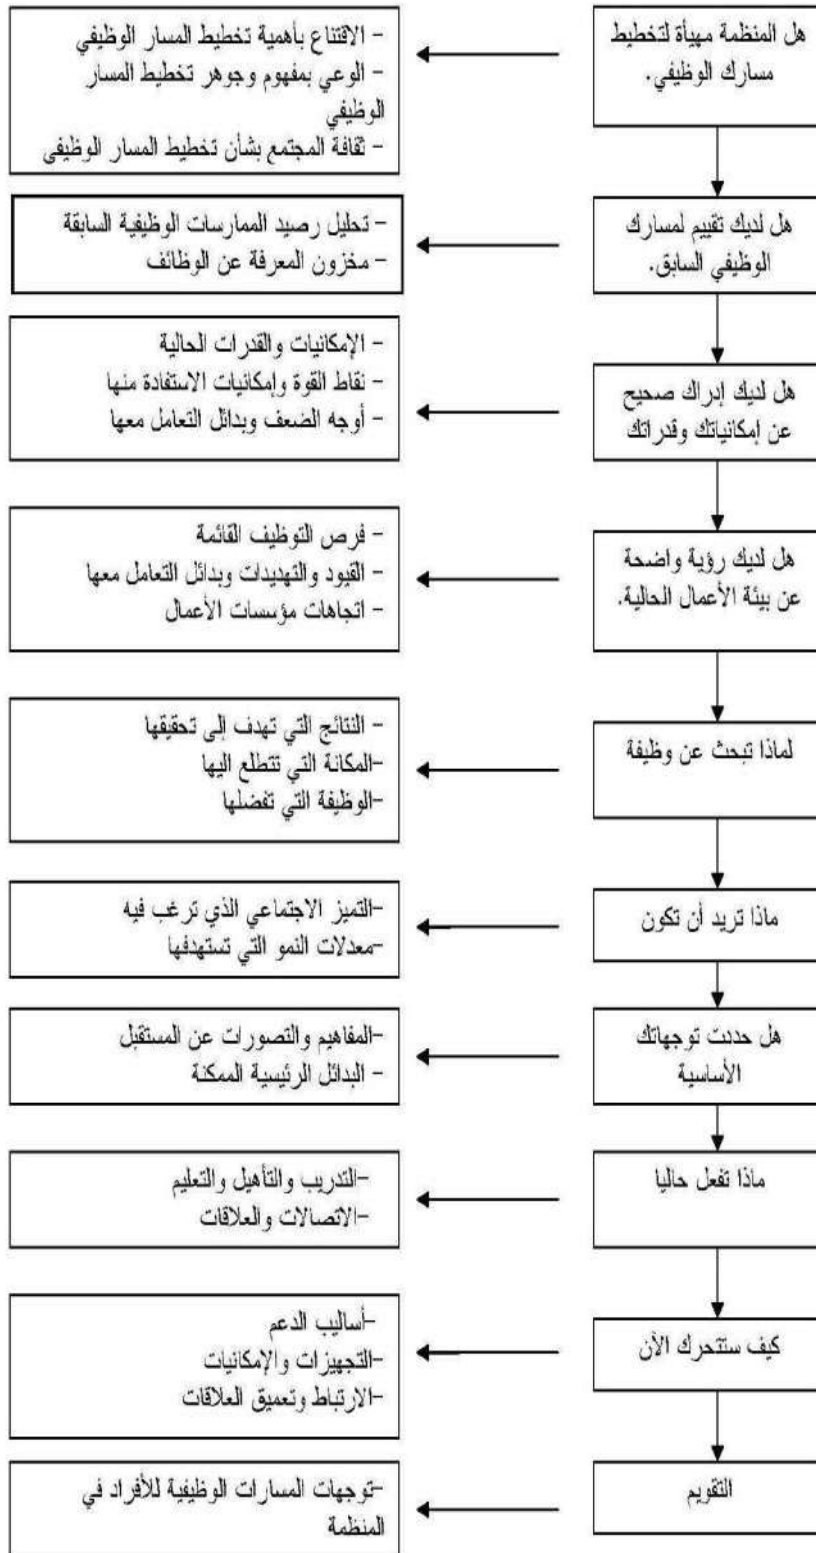 هل المنظمة مهيأة لتخطيط
مسارك الوظيفي.
- الاقتناع بأهمية تخطيط المسار الوظيفي
- الوعي بمفهوم وجوهر تخطيط المسار
الوظيفي
- ثقافة المجتمع بشأن تخطيط المسار الوظيفي
هل لديك تقييم لمسارك
الوظيفي السابق.
- تحليل رصيد الممارسات الوظيفية السابقة
- مخزون المعرفة عن الوظائف
هل لديك إدراك صحيح
عن إمكانياتك وقدراتك
- الإمكانيات والقدرات الحالية
- نقاط القوة وإمكانيات الاستفادة منها
- أوجه الضعف وبدائل التعامل معها
هل لديك رؤية واضحة
عن بيئة الأعمال الحالية.
- فرص التوظيف القائمة
- القيود والتهديدات وبدائل التعامل معها
- اتجاهات مؤسسات الأعمال
لماذا تبحث عن وظيفة
- النتائج التي تهدف إلى تحقيقها
-المكانة التي تتطلع اليها
-الوظيفة التي تفضلها
ماذا تريد أن تكون
-التميز الاجتماعي الذي ترغب فيه
-معدلات النمو التي تستهدفها
هل حددت توجهاتك
الأساسية
-المفاهيم والتصورات عن المستقبل
- البدائل الرئيسية الممكنة
ماذا تفعل حاليا
-التدريب والتأهيل والتعليم
-الاتصالات والعلاقات
كيف ستتحرك الآن
-أساليب الدعم
-التجهيزات والإمكانيات
-الارتباط وتعميق العلاقات
التقويم
-توجهات المسارات الوظيفية للأفراد في
المنظمة